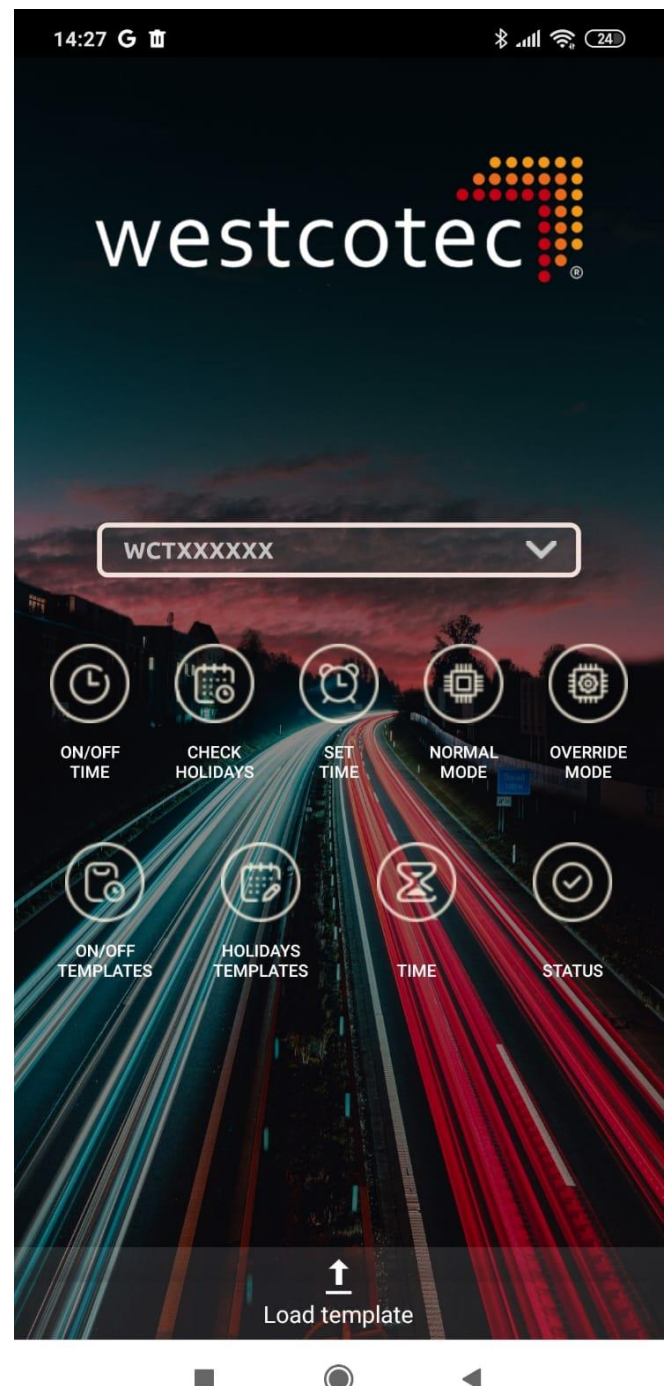 14:27 G
24
westcotec
®
WCTXXXXXX
ON/OFF
TIME
CHECK
HOLIDAYS
SET
TIME
NORMAL
MODE
OVERRIDE
MODE
ON/OFF
TEMPLATES
HOLIDAYS
TEMPLATES
TIME
STATUS
Load template